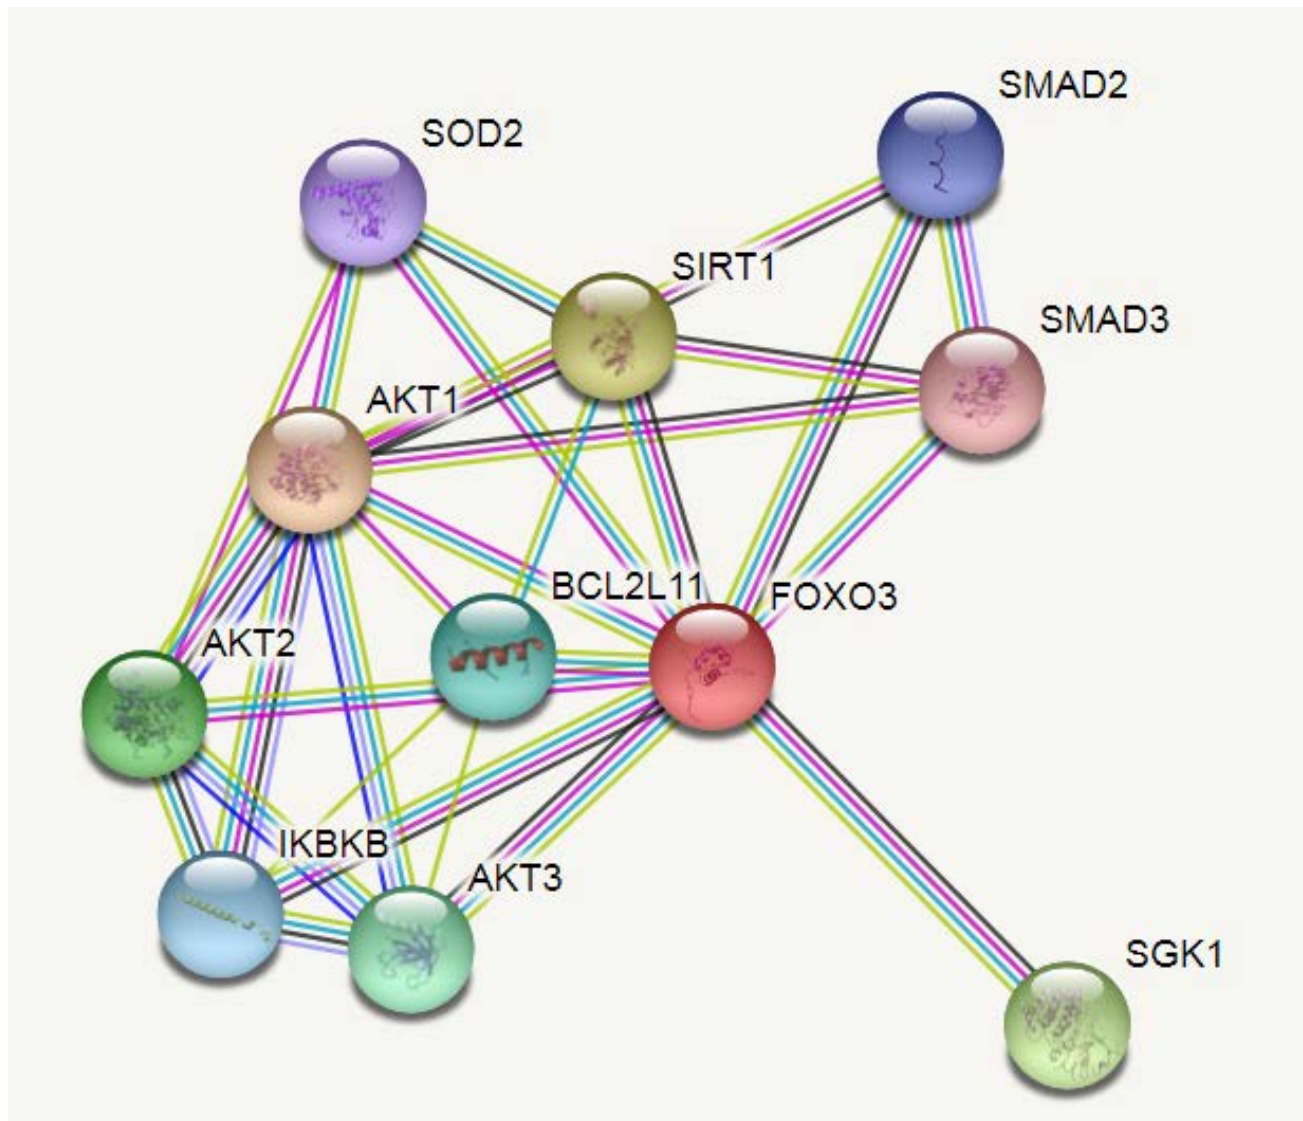 SMAD2
SOD2
SIRT1
SMAD3
AKT1
BCL2L11
FOXO3
AKT2
IKBKB
AKT3
SGK1